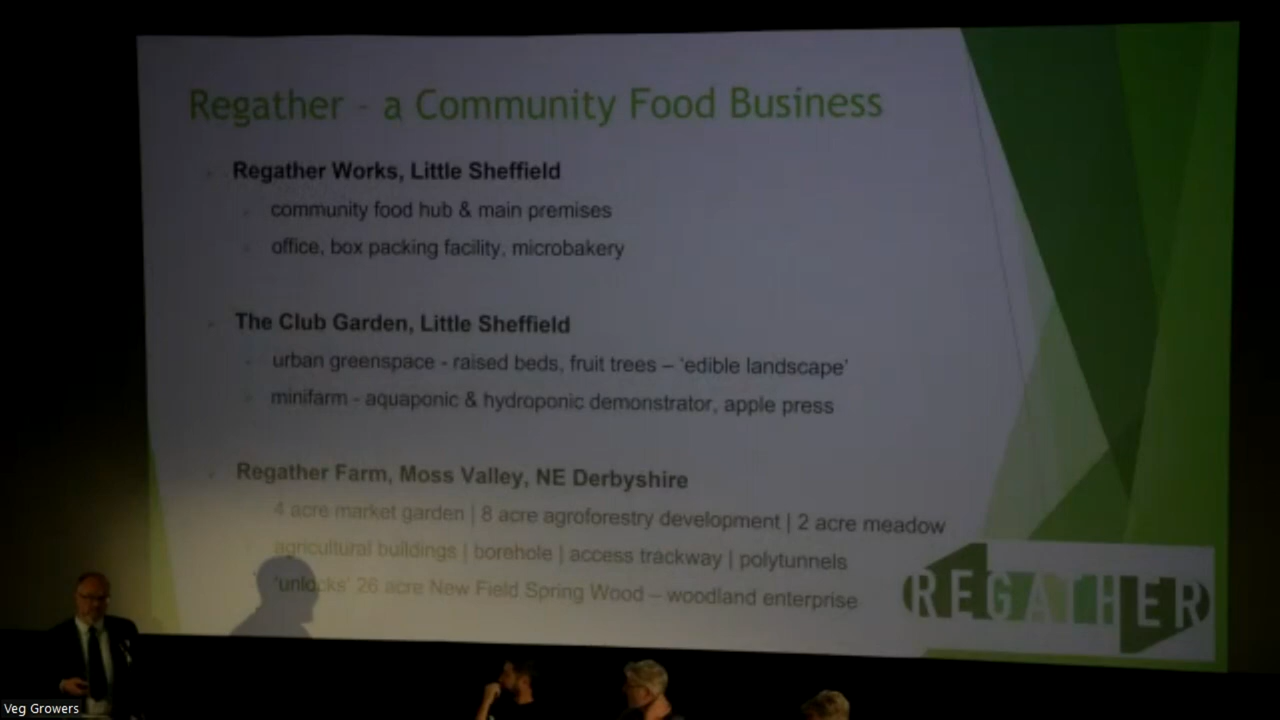 Regather - a Community Food Business
Regather Works, Little Sheffield
community food hub & main premises
office, box packing facility, microbakery
The Club Garden, Little Sheffield
urban greenspace - raised beds, fruit trees – 'edible landscape'
minifarm - aquaponic & hydroponic demonstrator, apple press
Regather Farm, Moss Valley, NE Derbyshire
4 acre market garden | 8 acre agroforestry development | 2 acre meadow
agricultural buildings | borehole | access trackway | polytunnels
'unlocks' 26 acre New Field Spring Wood – woodland enterprise
REGATHER
Veg Growers